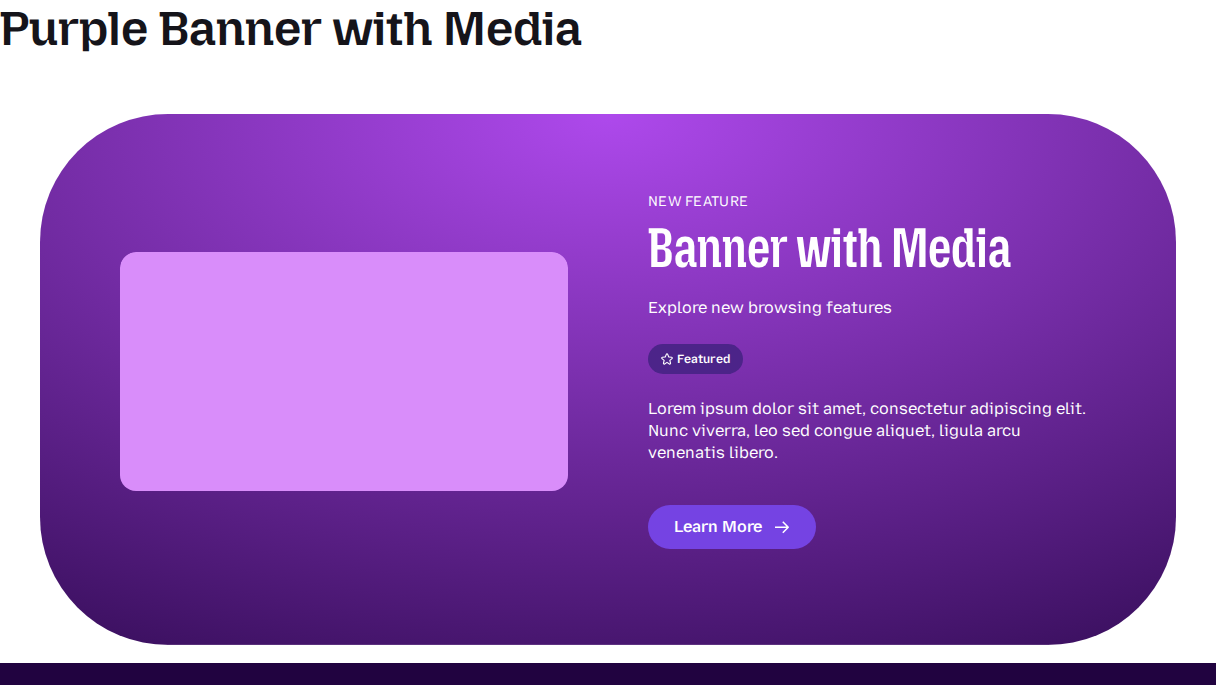 Purple Banner with Media
NEW FEATURE
Banner with Media
Explore new browsing features
Featured
Lorem ipsum dolor sit amet, consectetur adipiscing elit.
Nunc viverra, leo sed congue aliquet, ligula arcu
venenatis libero.
Learn More